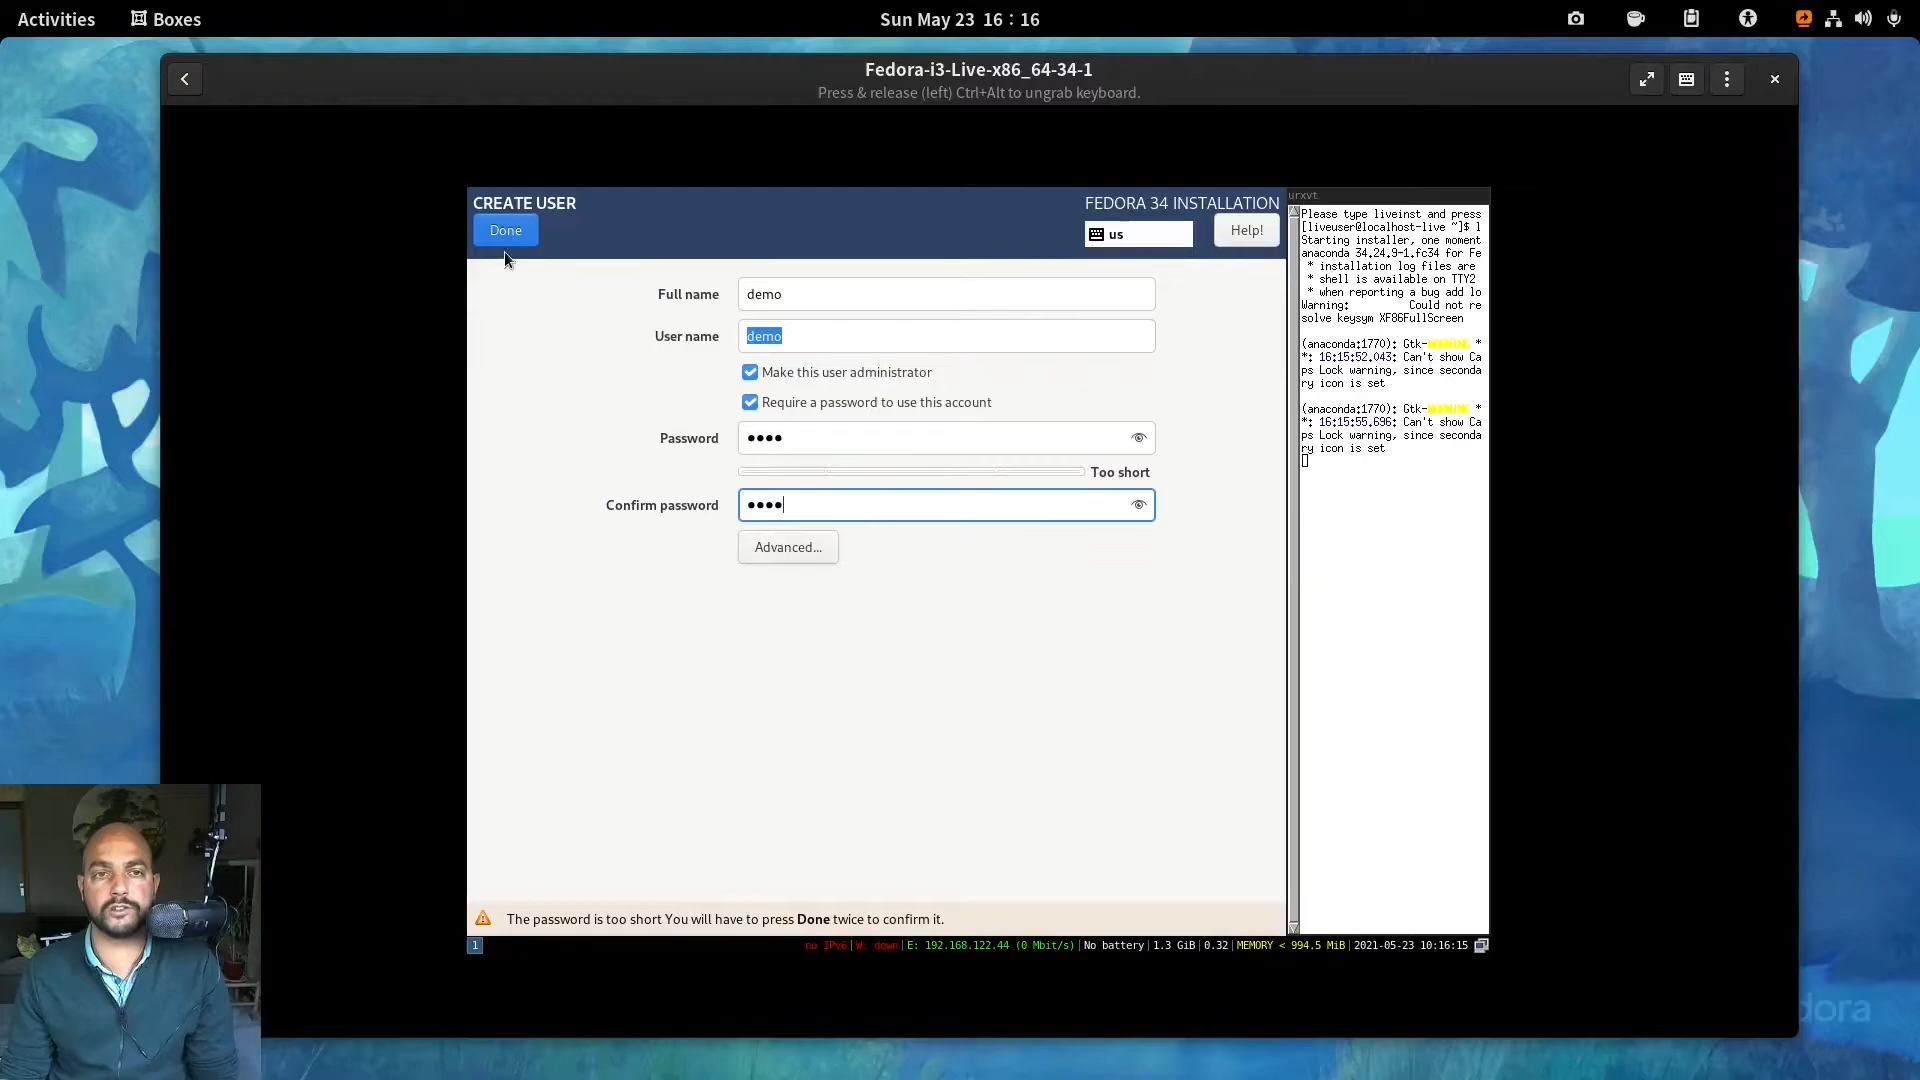 Activities
Boxes
Sun May 23 16 : 16
Fedora-i3-Live-x86_64-34-1
Press & release (left) Ctrl+Alt to ungrab keyboard.
CREATE USER
FEDORA 34 INSTALLATION
Done
us
Help!
Full name
demo
User name
demo
Make this user administrator
Require a password to use this account
Password
••••
Too short
Confirm password
••••
Advanced...
The password is too short You will have to press Done twice to confirm it.
urxvt
Please type liveinst and press
[liveuser@localhost-live ~]$ l
Starting installer, one moment
anaconda 34.24.9-1.fc34 for Fe
* installation log files are
* shell is available on TTY2
* when reporting a bug add lo
Warning: Could not re
solve keysym XF86FullScreen
(anaconda:1770): Gtk-WARNING *
*: 16:15:52.043: Can't show Ca
ps Lock warning, since seconda
ry icon is set
(anaconda:1770): Gtk-WARNING *
*: 16:15:55.696: Can't show Ca
ps Lock warning, since seconda
ry icon is set
1
no IPv6|W: down|E: 192.168.122.44 (0 Mbit/s)|No battery|1.3 GiB|0.32|MEMORY < 994.5 MiB|2021-05-23 10:16:15
dora